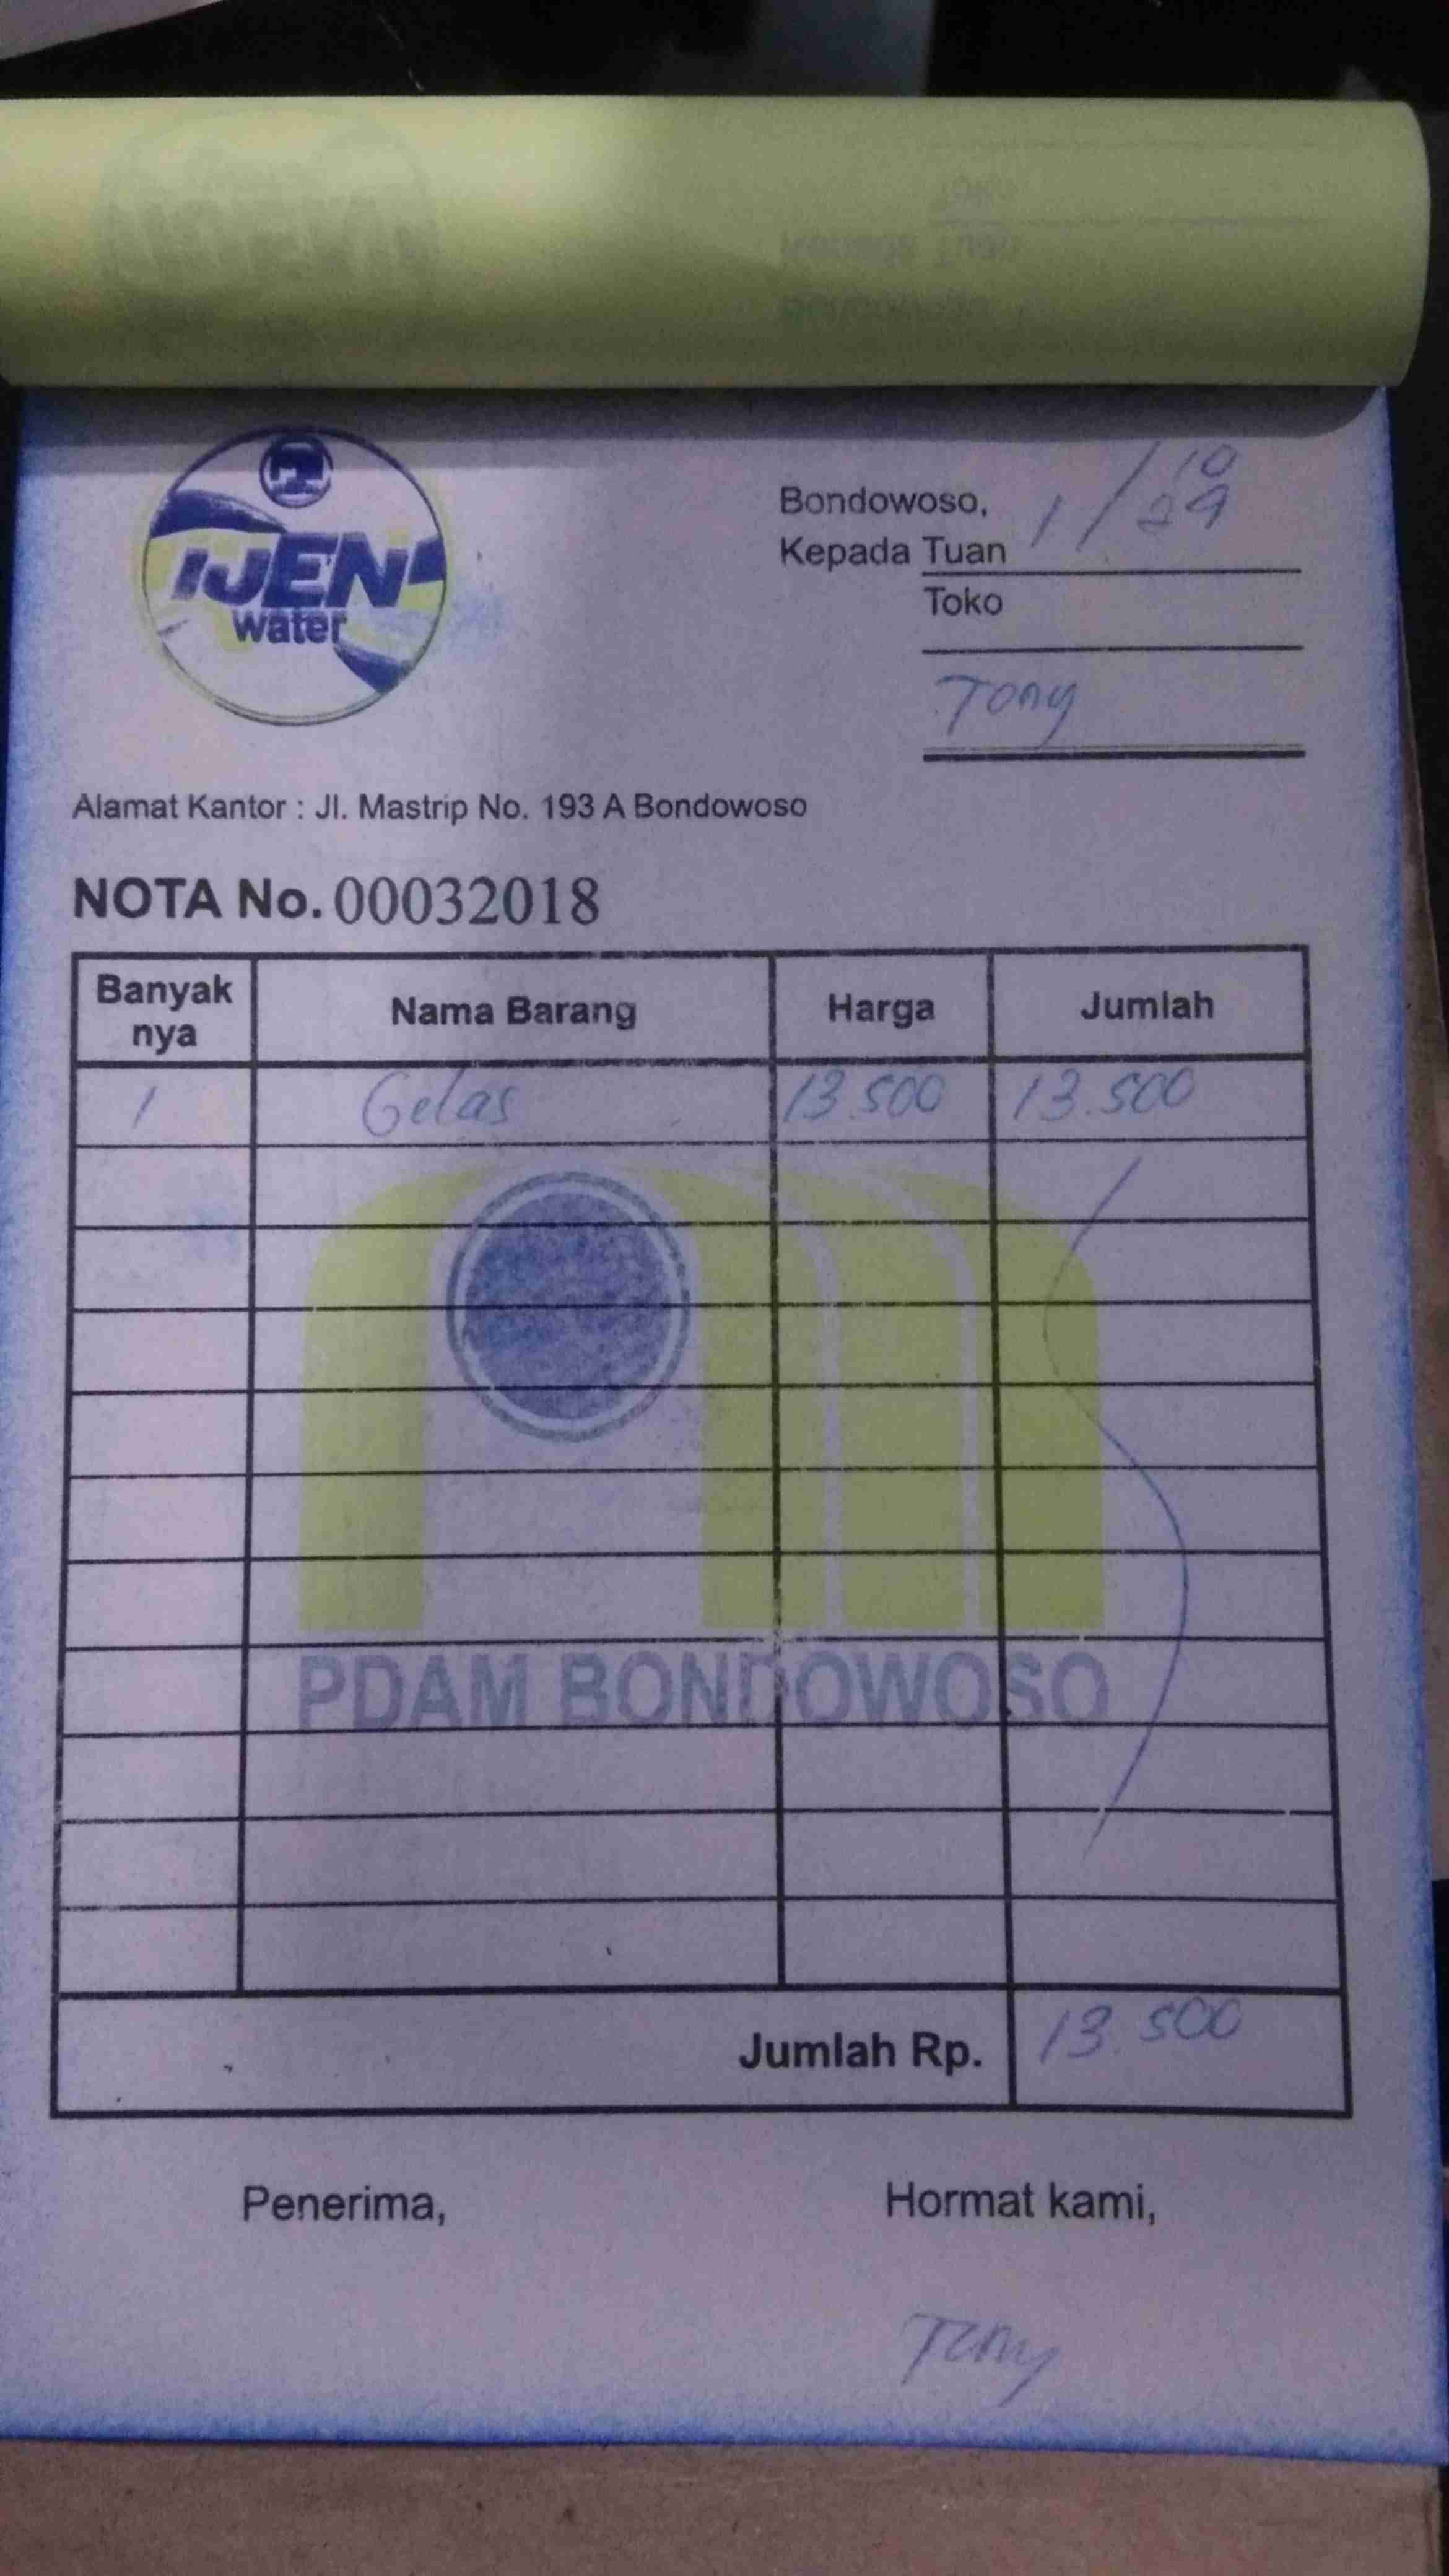 IJEN
water
Bondowoso, 1/10
Kepada Tuan
Toko
Tony
Alamat Kantor : Jl. Mastrip No. 193 A Bondowoso
NOTA No. 00032018
Banyak
nya
Nama Barang
Harga
Jumlah
1 Gelas 13.500 13.500
PDAM BONDOWOSO
Jumlah Rp. 13.500
Penerima,
Hormat kami,
Tony